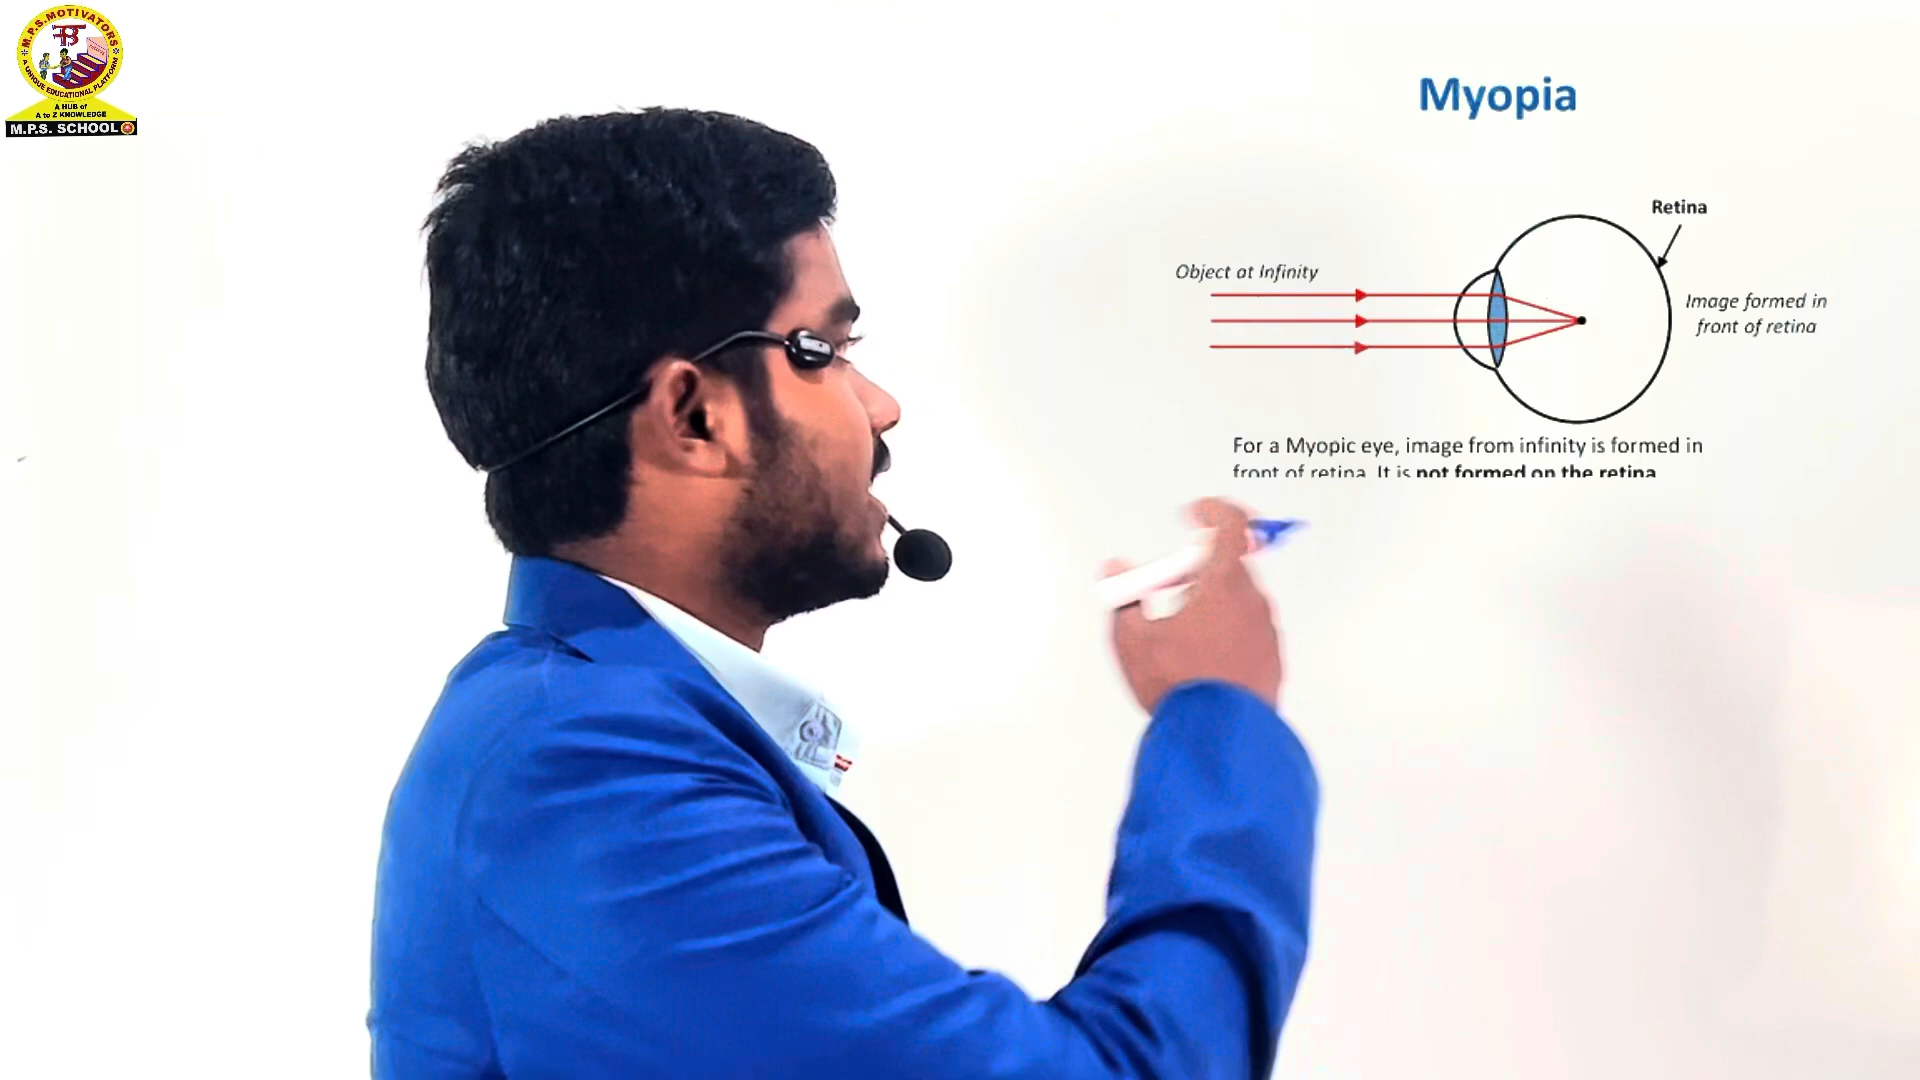 M.P.S.MOTIVATORS
A UNIQUE EDUCATIONAL PLATFORM
A HUB of
A to Z KNOWLEDGE
M.P.S. SCHOOL
Myopia
Retina
Object at Infinity
Image formed in
front of retina
For a Myopic eye, image from infinity is formed in
front of retina. It is not formed on the retina